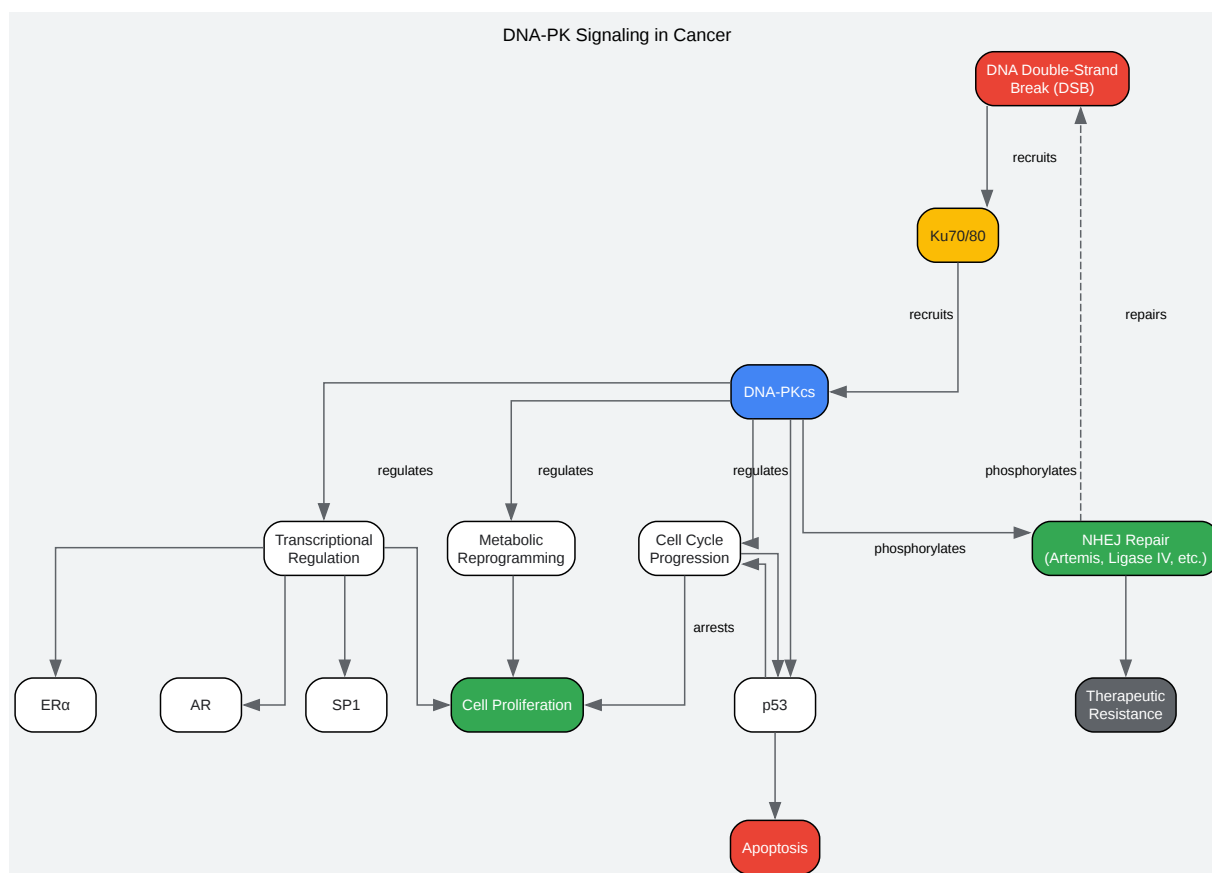 DNA-PK Signaling in Cancer
DNA Double-Strand
Break (DSB)
recruits
Ku70/80
recruits
repairs
DNA-PKcs
regulates
regulates
regulates
phosphorylates
Transcriptional
Regulation
Metabolic
Reprogramming
Cell Cycle
Progression
phosphorylates
NHEJ Repair
(Artemis, Ligase IV, etc.)
arrests
ERα
AR
SP1
Cell Proliferation
p53
Therapeutic
Resistance
Apoptosis